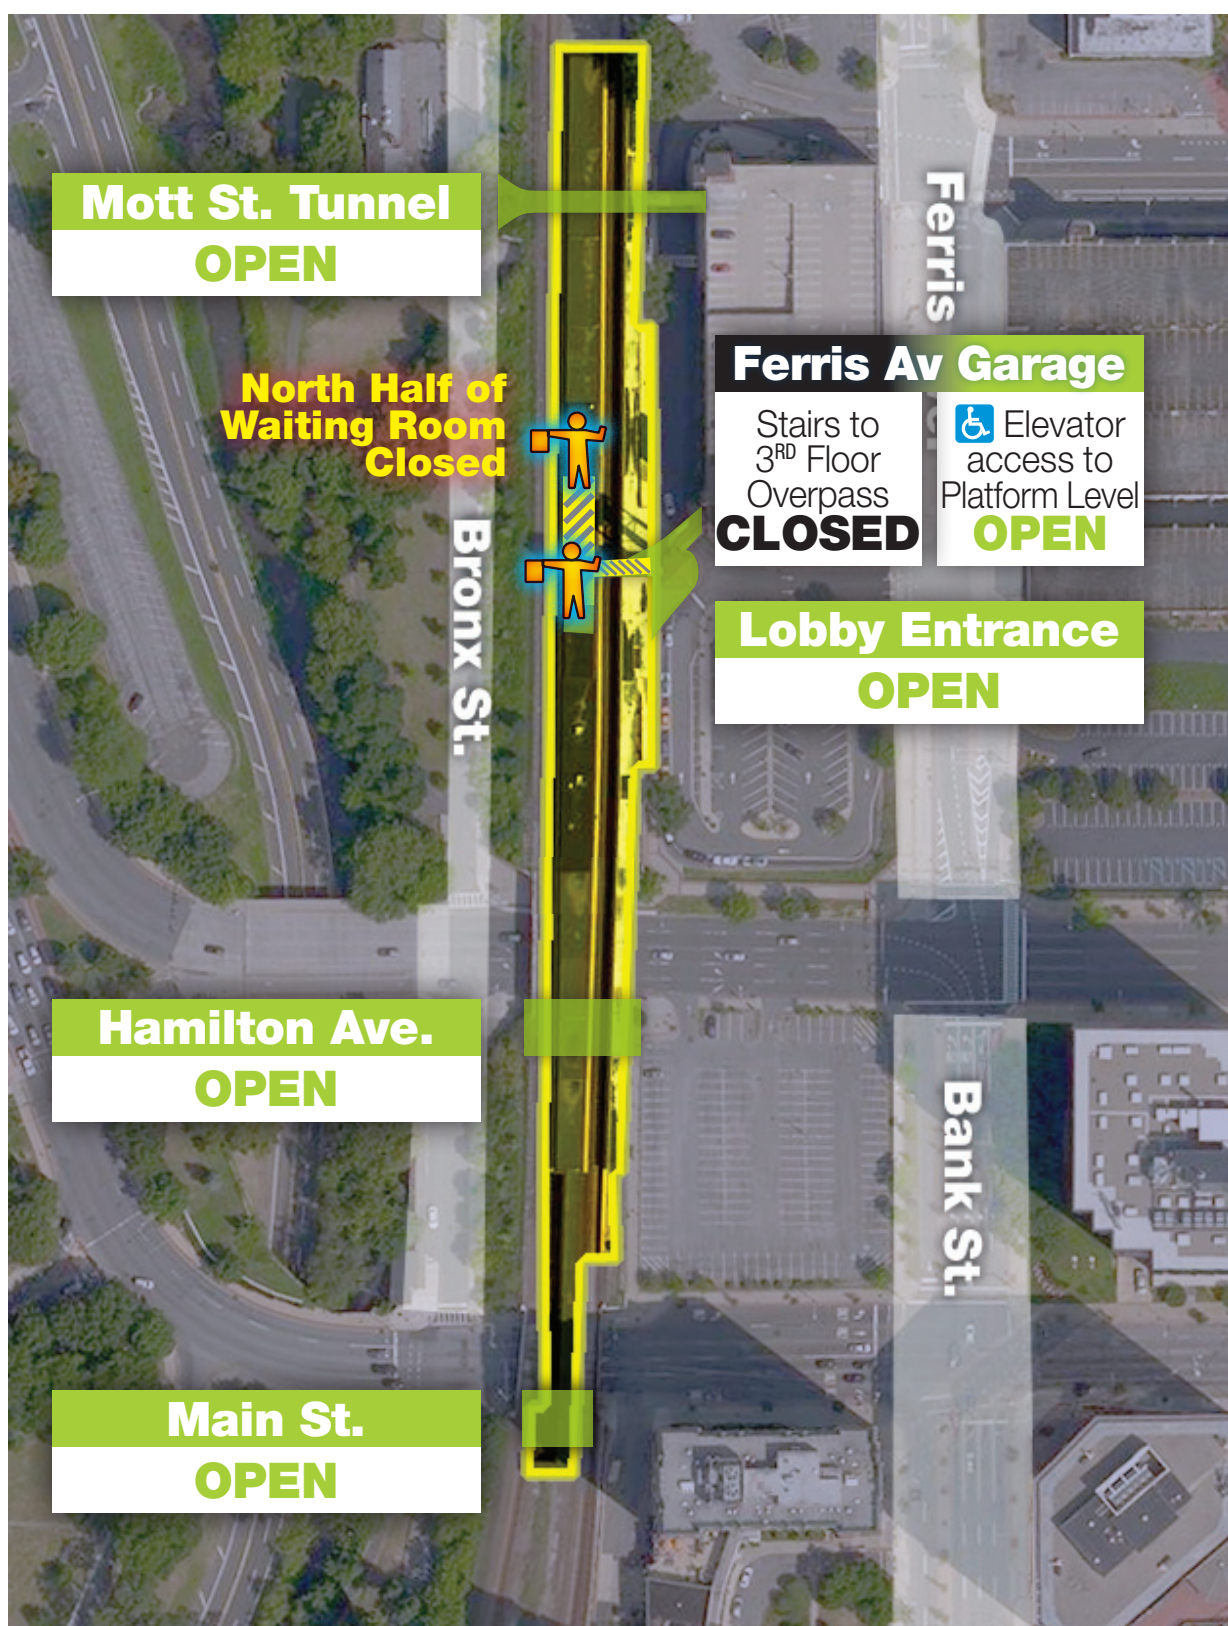 Mott St. Tunnel
OPEN
Ferris
North Half of
Waiting Room
Closed
Ferris Av Garage
Stairs to
3RD Floor
Overpass
CLOSED
Elevator
access to
Platform Level
OPEN
Bronx St.
Lobby Entrance
OPEN
Hamilton Ave.
OPEN
Bank St.
Main St.
OPEN